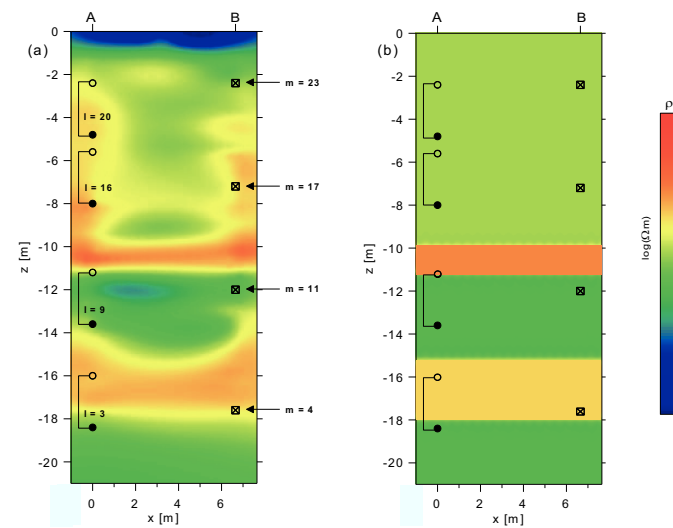 A B A B
(a) (b)
0 0
-2 -2
m = 23
l = 20
-4 -4
-6 -6
l = 16
m = 17
-8 -8
-10 -10
z [m] z [m]
-12 -12
m = 11
l = 9
-14 -14
-16 -16
m = 4
l = 3
-18 -18
-20 -20
0 2 4 6 0 2 4 6
x [m] x [m]
ρ
log(Ωm)